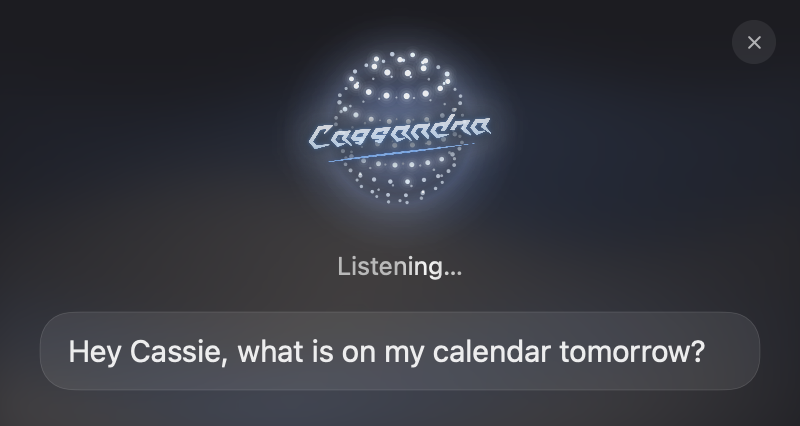 Cassandra
Listening...
Hey Cassie, what is on my calendar tomorrow?